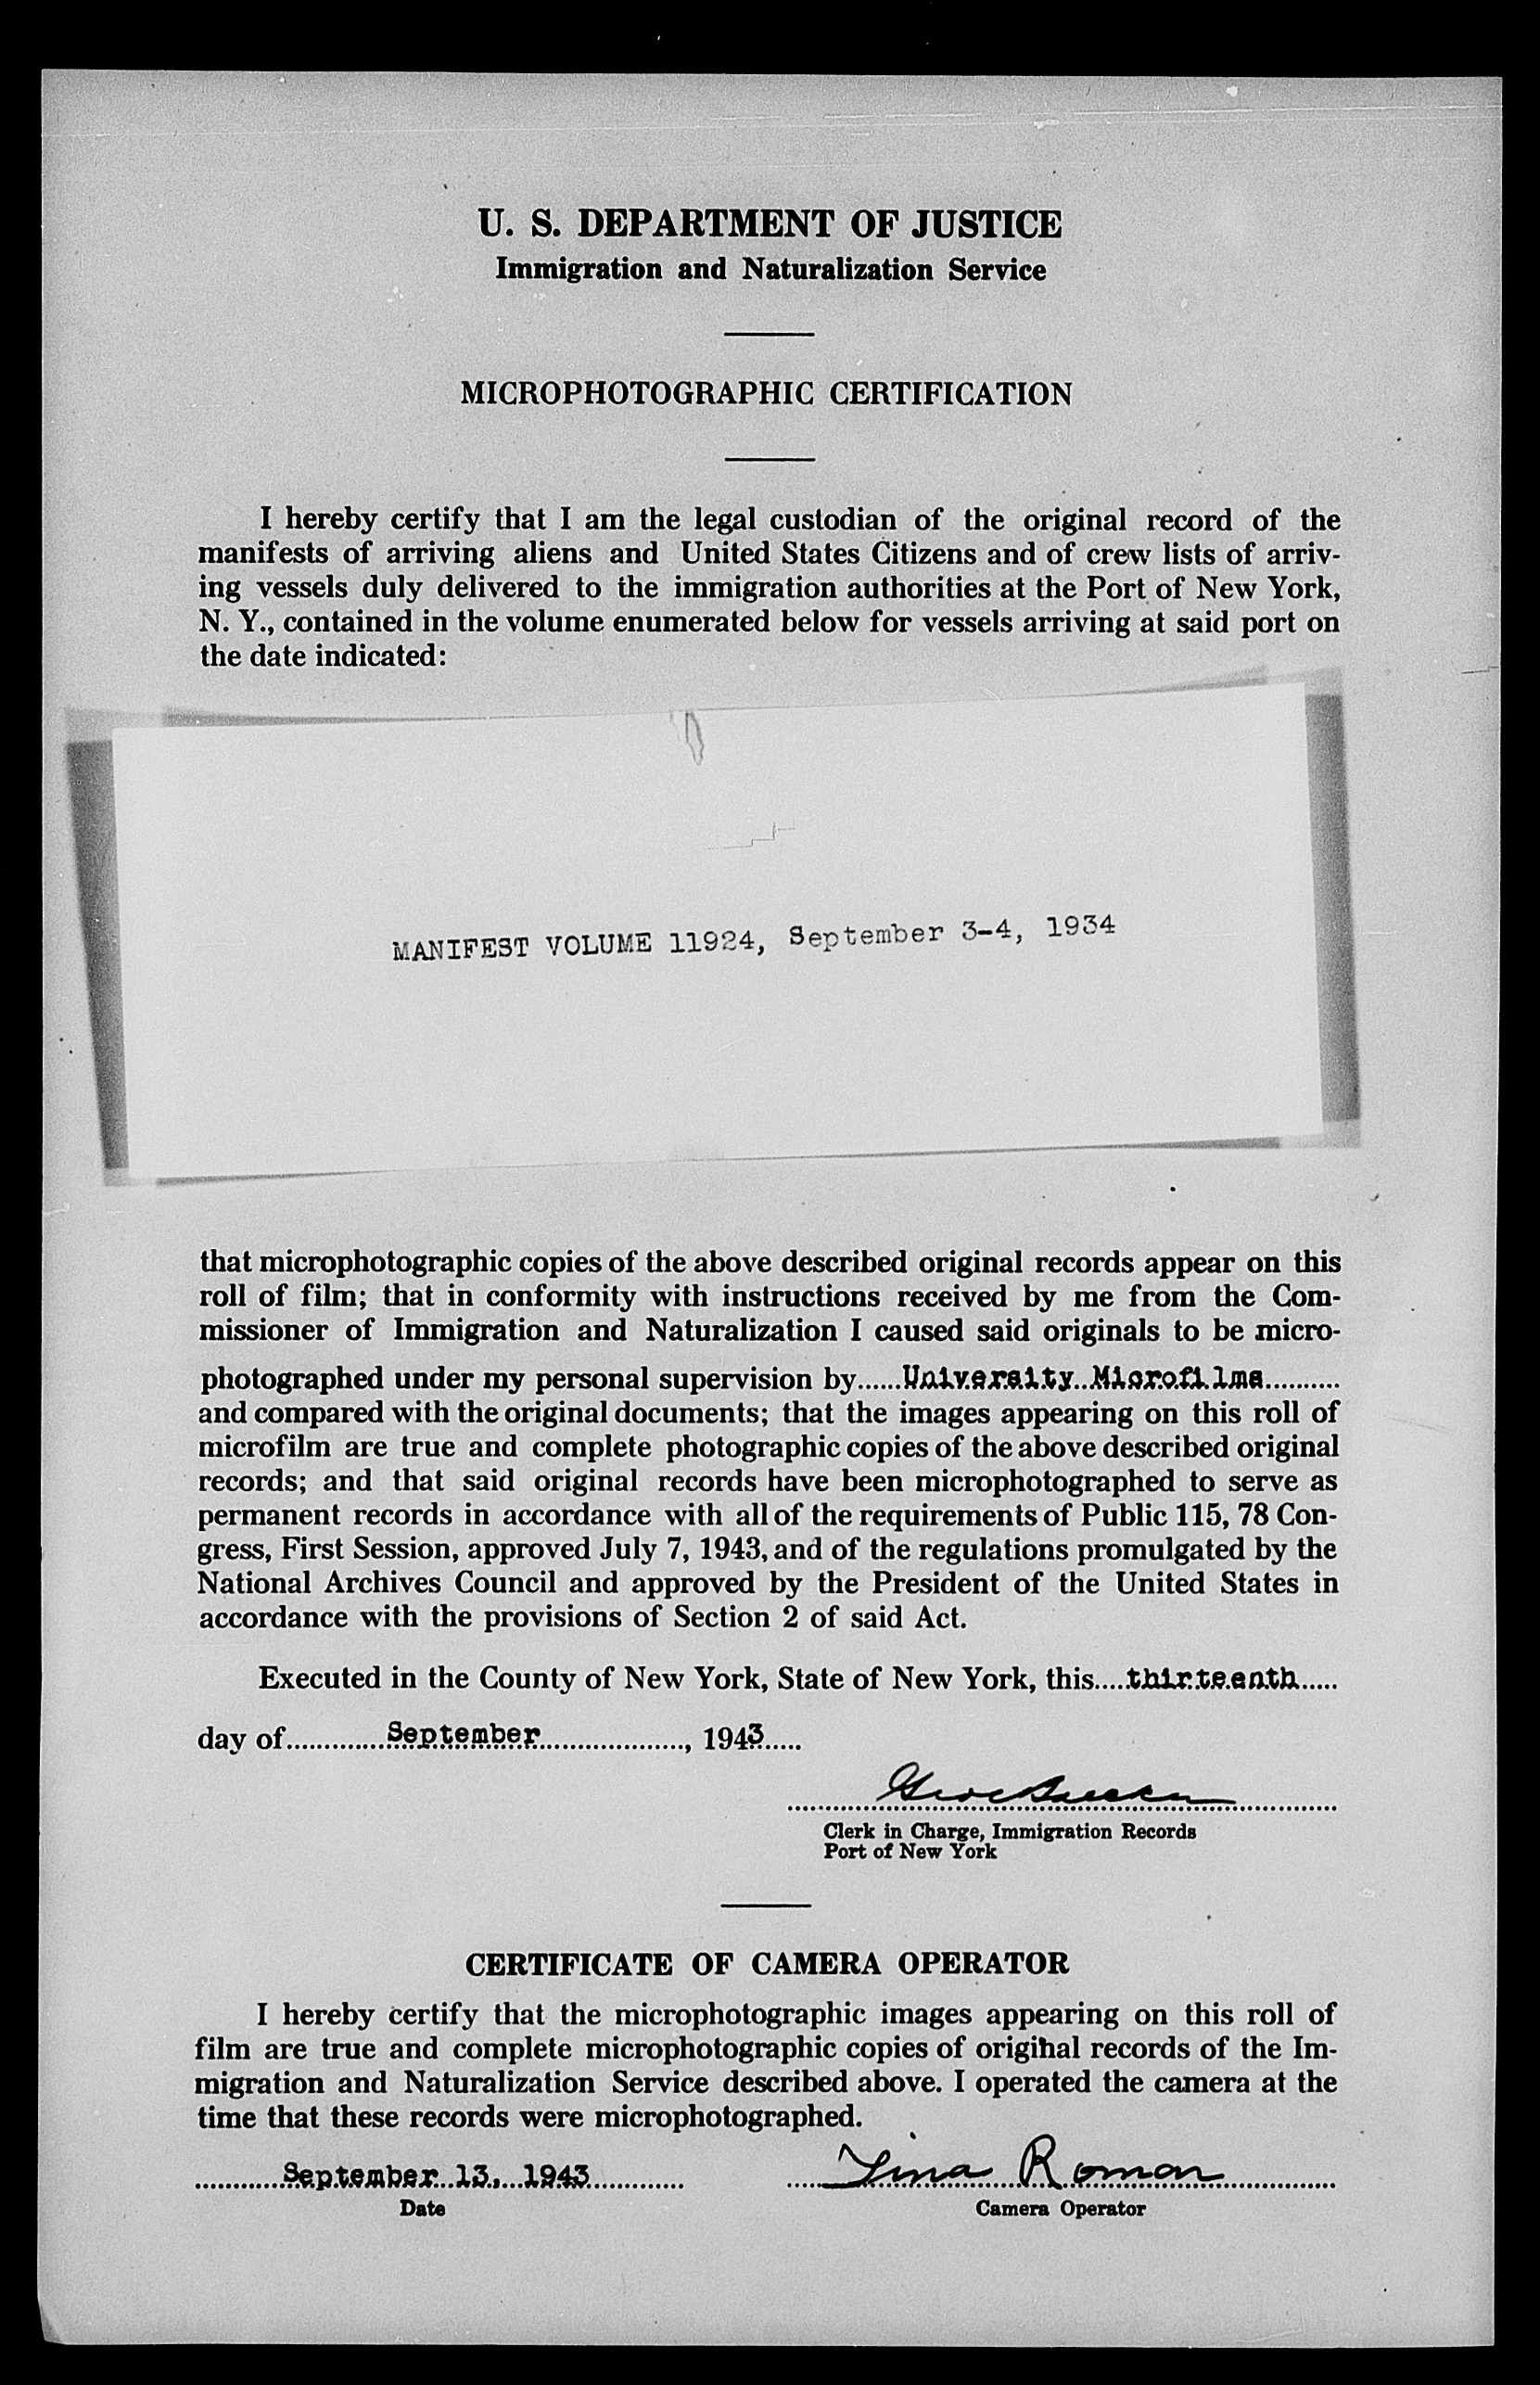 U. S. DEPARTMENT OF JUSTICE
Immigration and Naturalization Service
MICROPHOTOGRAPHIC CERTIFICATION
I hereby certify that I am the legal custodian of the original record of the
manifests of arriving aliens and United States Citizens and of crew lists of arriv-
ing vessels duly delivered to the immigration authorities at the Port of New York,
N. Y., contained in the volume enumerated below for vessels arriving at said port on
the date indicated:
MANIFEST VOLUME 11924, September 3-4, 1934
that microphotographic copies of the above described original records appear on this
roll of film; that in conformity with instructions received by me from the Com-
missioner of Immigration and Naturalization I caused said originals to be micro-
photographed under my personal supervision by......University Microfilms..........
and compared with the original documents; that the images appearing on this roll of
microfilm are true and complete photographic copies of the above described original
records; and that said original records have been microphotographed to serve as
permanent records in accordance with all of the requirements of Public 115, 78 Con-
gress, First Session, approved July 7, 1943, and of the regulations promulgated by the
National Archives Council and approved by the President of the United States in
accordance with the provisions of Section 2 of said Act.
Executed in the County of New York, State of New York, this....thirteenth.....
day of.............September..................., 1943.....
Clerk in Charge, Immigration Records
Port of New York
CERTIFICATE OF CAMERA OPERATOR
I hereby certify that the microphotographic images appearing on this roll of
film are true and complete microphotographic copies of original records of the Im-
migration and Naturalization Service described above. I operated the camera at the
time that these records were microphotographed.
............September 13, 1943............ Roman
Date Camera Operator